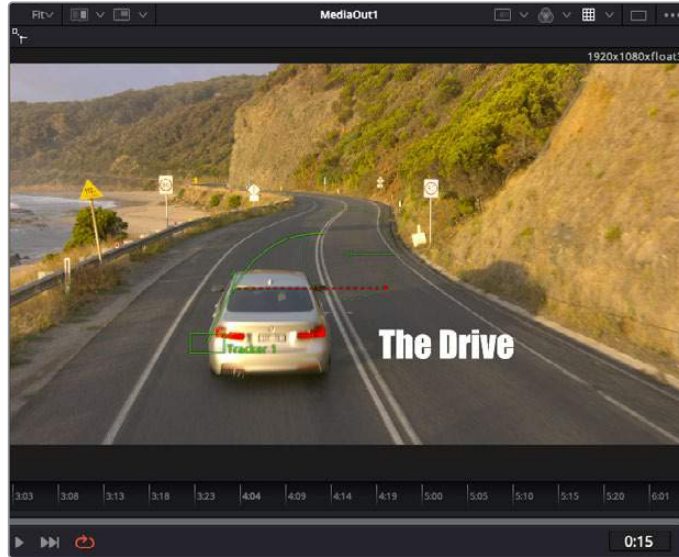 Fit
MediaOut1
1920x1080xfloat3
Tracker 1
The Drive
3:03 3:08 3:13 3:18 3:23 4:04 4:09 4:14 4:19 5:00 5:05 5:10 5:15 5:20 6:01
0:15